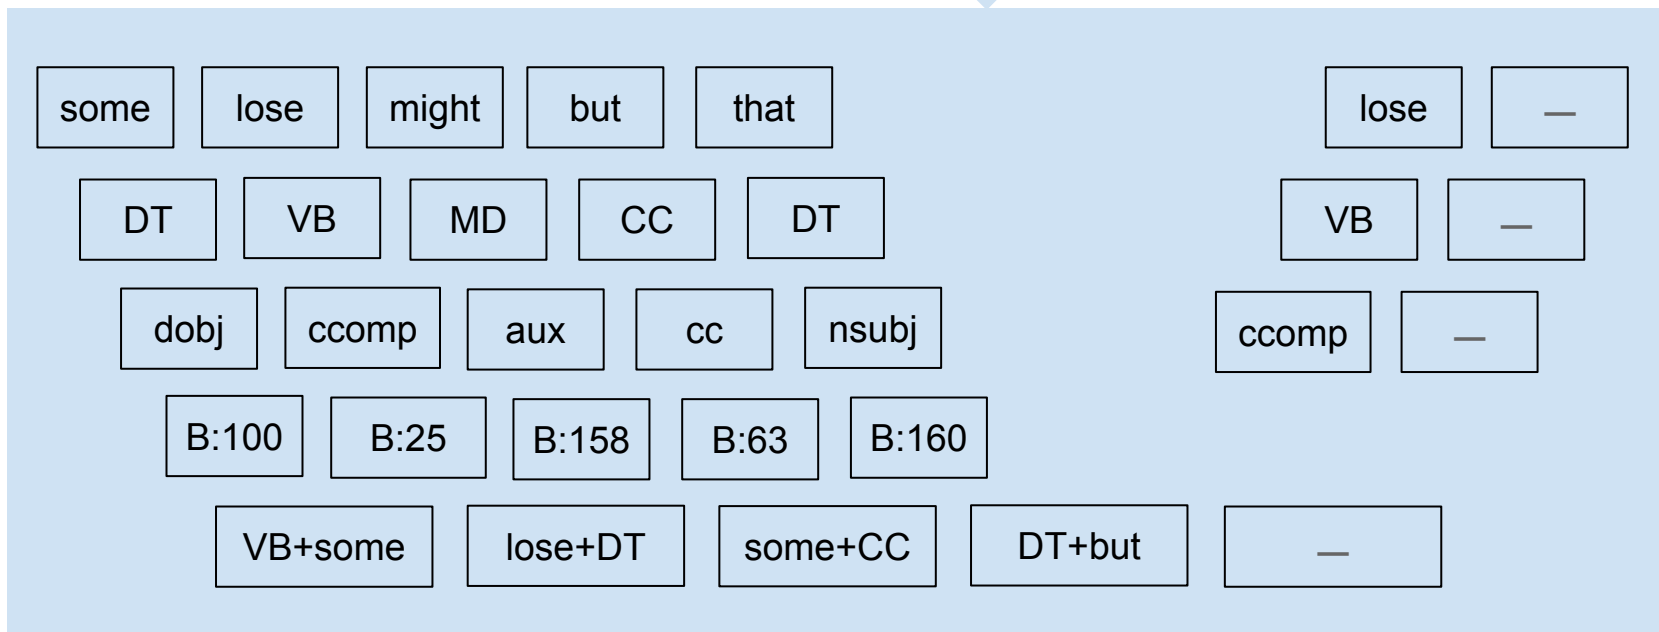 some lose might but that lose —
DT VB MD CC DT VB —
dobj ccomp aux cc nsubj ccomp —
B:100 B:25 B:158 B:63 B:160
VB+some lose+DT some+CC DT+but —